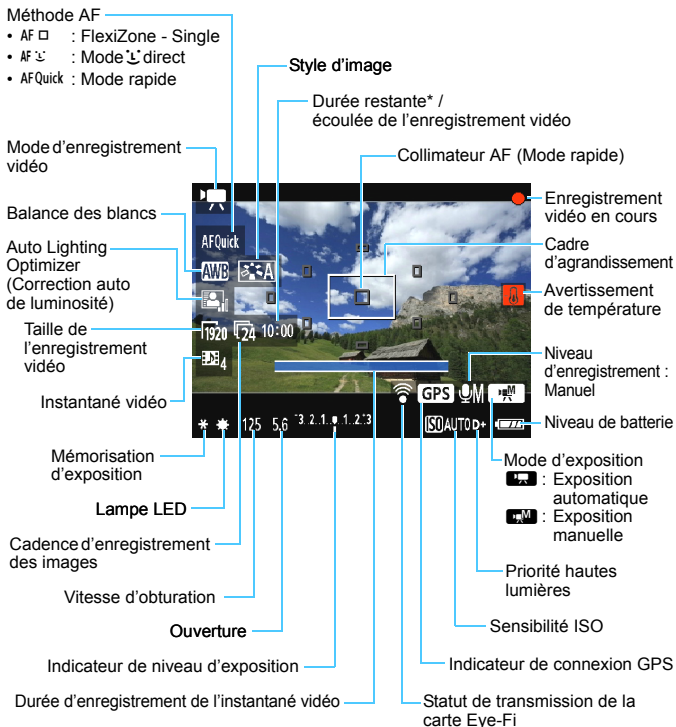 Méthode AF
• AF □ : FlexiZone - Single
• AF : Mode direct
• AFQuick : Mode rapide
Style d'image
Durée restante* /
écoulée de l'enregistrement vidéo
Mode d'enregistrement
vidéo
Collimateur AF (Mode rapide)
Balance des blancs
Auto Lighting
Optimizer
(Correction auto
de luminosité)
Taille de
l'enregistrement
vidéo
Instantané vidéo
Mémorisation
d'exposition
Lampe LED
Cadence d'enregistrement
des images
Vitesse d'obturation
Ouverture
Indicateur de niveau d'exposition
Durée d'enregistrement de l'instantané vidéo
AFQuick
AWB
A
1920 24 10:00
4
GPS M M
125 5.6 -3..2..1..▮..1..2.:3 ISO AUTO D+
Enregistrement
vidéo en cours
Cadre
d'agrandissement
Avertissement
de température
Niveau
d'enregistrement :
Manuel
Niveau de batterie
Mode d'exposition
: Exposition
automatique
M : Exposition
manuelle
Priorité hautes
lumières
Sensibilité ISO
Indicateur de connexion GPS
Statut de transmission de la
carte Eye-Fi